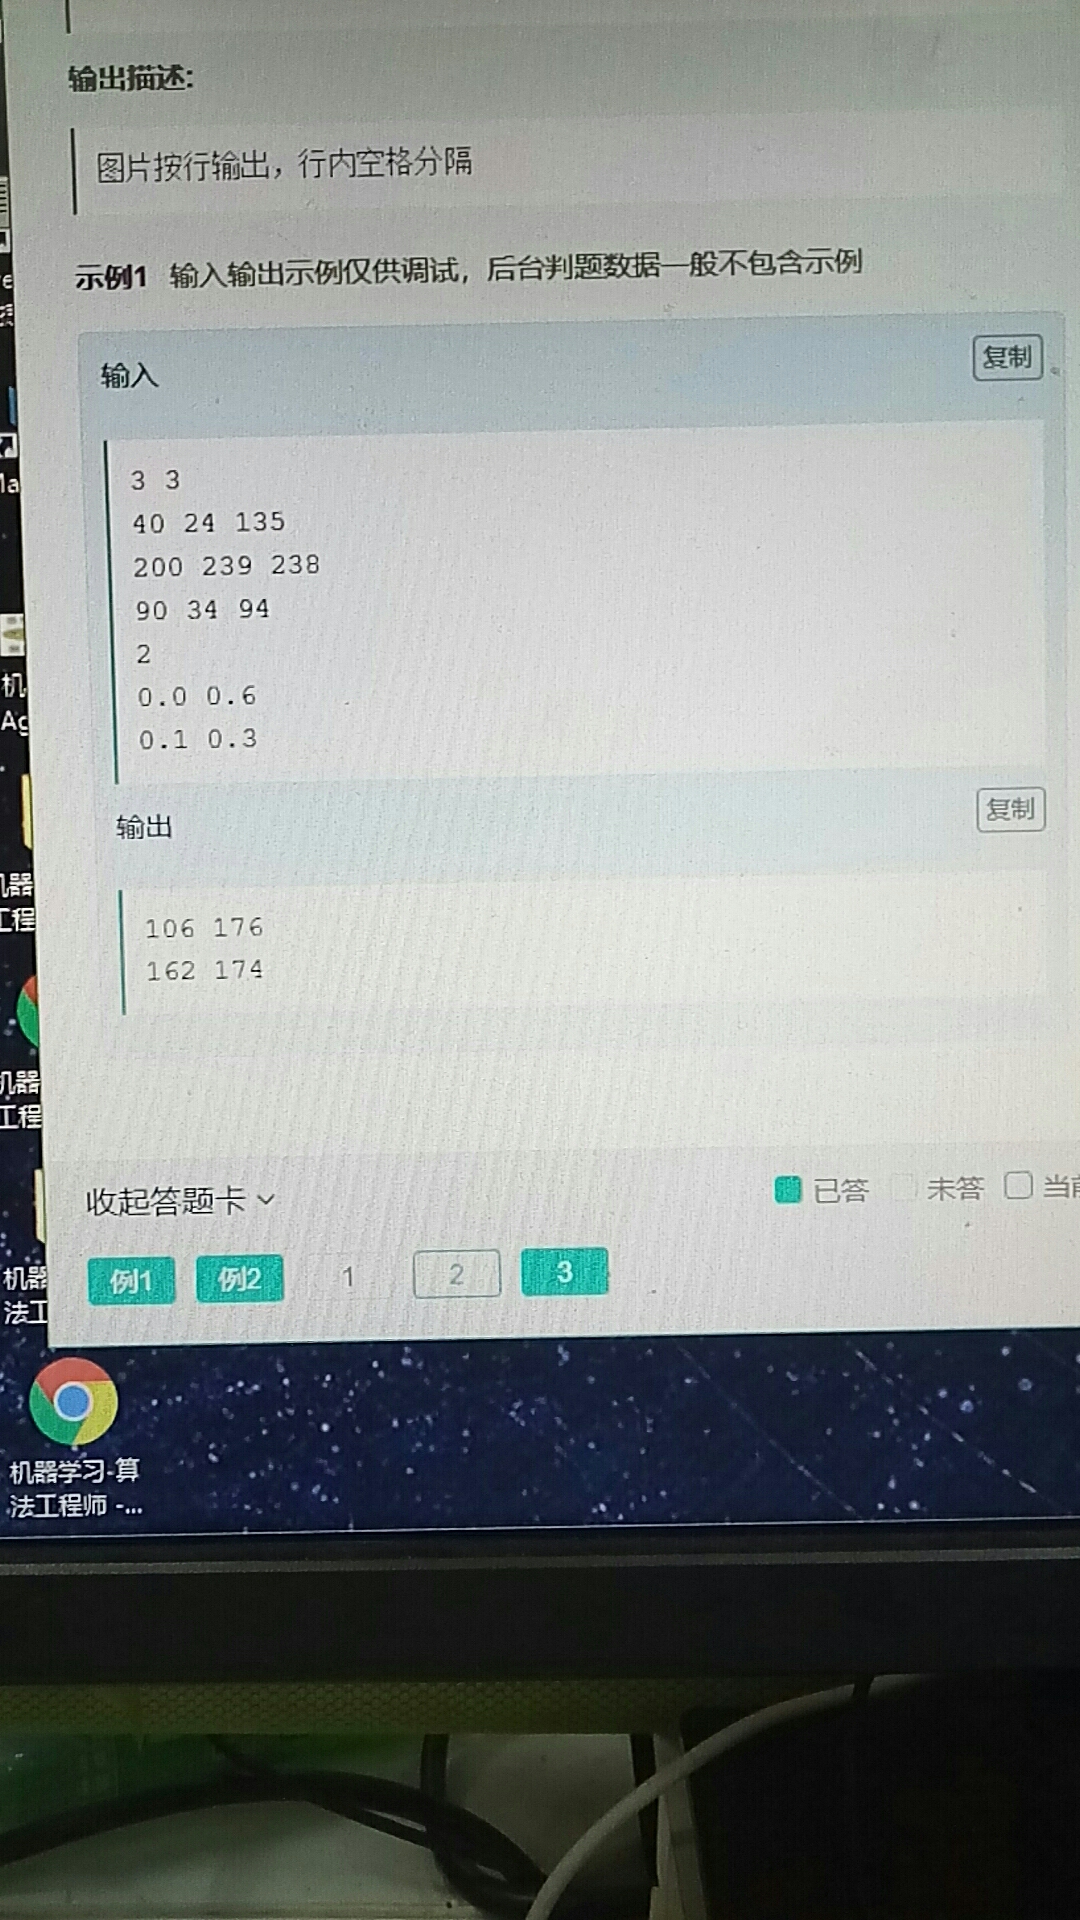 输出描述:
图片按行输出，行内空格分隔
示例1 输入输出示例仅供调试，后台判题数据一般不包含示例
输入
复制
3 3
40 24 135
200 239 238
90 34 94
2
0.0 0.6
0.1 0.3
输出
复制
106 176
162 174
收起答题卡
已答 未答 当前
例1 例2 1 2 3
机器学习-算
法工程师 -...